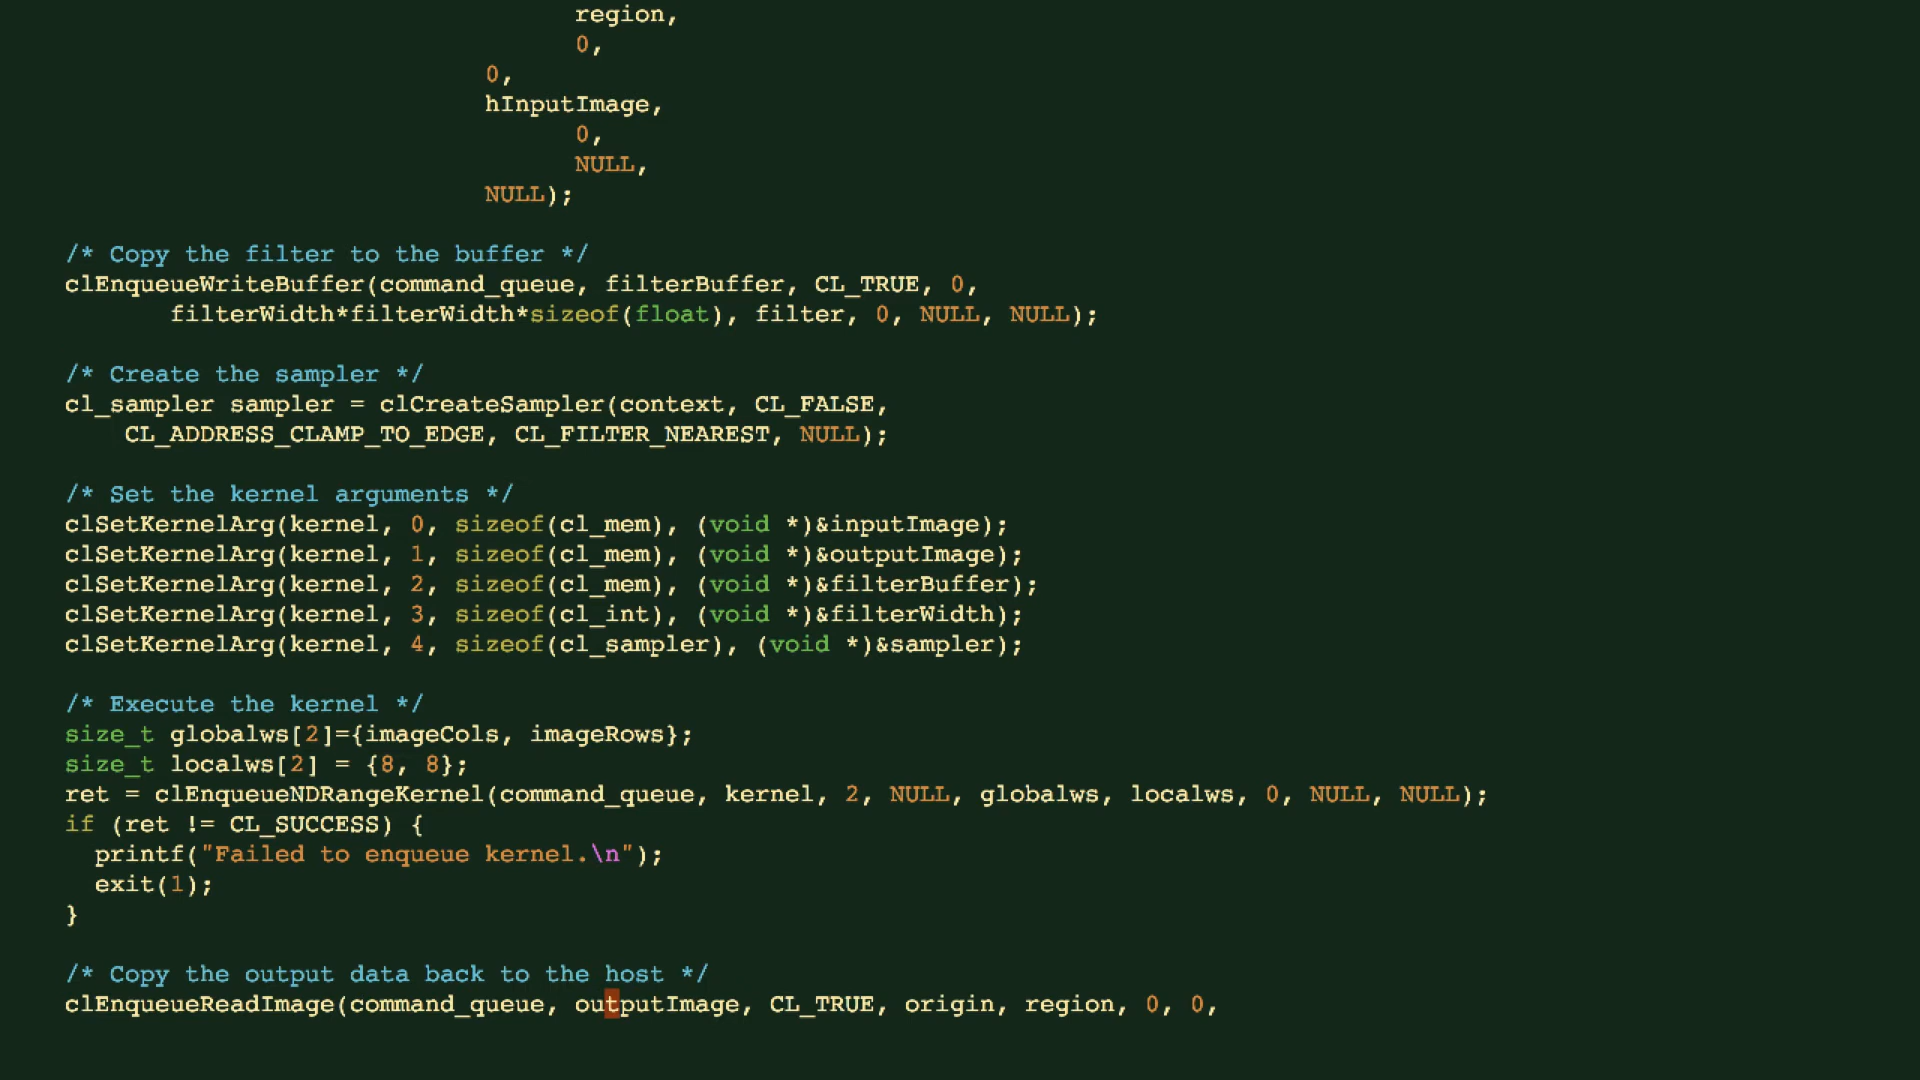 region,
0,
0,
hInputImage,
0,
NULL,
NULL);
/* Copy the filter to the buffer */
clEnqueueWriteBuffer(command_queue, filterBuffer, CL_TRUE, 0,
filterWidth*filterWidth*sizeof(float), filter, 0, NULL, NULL);
/* Create the sampler */
cl_sampler sampler = clCreateSampler(context, CL_FALSE,
CL_ADDRESS_CLAMP_TO_EDGE, CL_FILTER_NEAREST, NULL);
/* Set the kernel arguments */
clSetKernelArg(kernel, 0, sizeof(cl_mem), (void *)&inputImage);
clSetKernelArg(kernel, 1, sizeof(cl_mem), (void *)&outputImage);
clSetKernelArg(kernel, 2, sizeof(cl_mem), (void *)&filterBuffer);
clSetKernelArg(kernel, 3, sizeof(cl_int), (void *)&filterWidth);
clSetKernelArg(kernel, 4, sizeof(cl_sampler), (void *)&sampler);
/* Execute the kernel */
size_t globalws[2]={imageCols, imageRows};
size_t localws[2] = {8, 8};
ret = clEnqueueNDRangeKernel(command_queue, kernel, 2, NULL, globalws, localws, 0, NULL, NULL);
if (ret != CL_SUCCESS) {
printf("Failed to enqueue kernel.\n");
exit(1);
}
/* Copy the output data back to the host */
clEnqueueReadImage(command_queue, outputImage, CL_TRUE, origin, region, 0, 0,